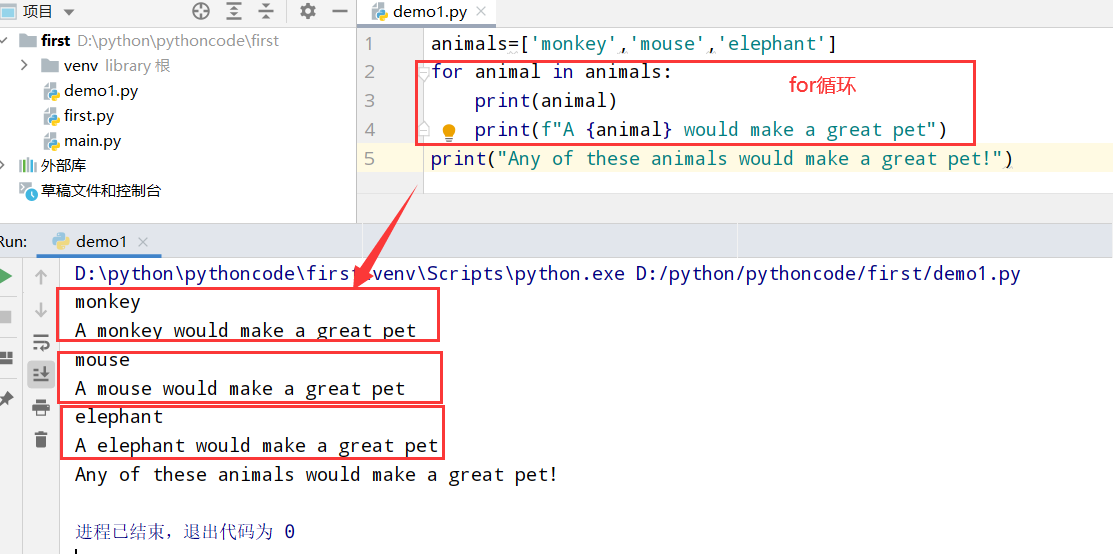 项目
demo1.py
first D:\python\pythoncode\first
venv library 根
demo1.py
first.py
main.py
外部库
草稿文件和控制台
1 animals=['monkey','mouse','elephant']
2 for animal in animals:
for循环
3 print(animal)
4 print(f"A {animal} would make a great pet")
5 print("Any of these animals would make a great pet!")
Run: demo1
D:\python\pythoncode\first\venv\Scripts\python.exe D:/python/pythoncode/first/demo1.py
monkey
A monkey would make a great pet
mouse
A mouse would make a great pet
elephant
A elephant would make a great pet
Any of these animals would make a great pet!
进程已结束，退出代码为 0